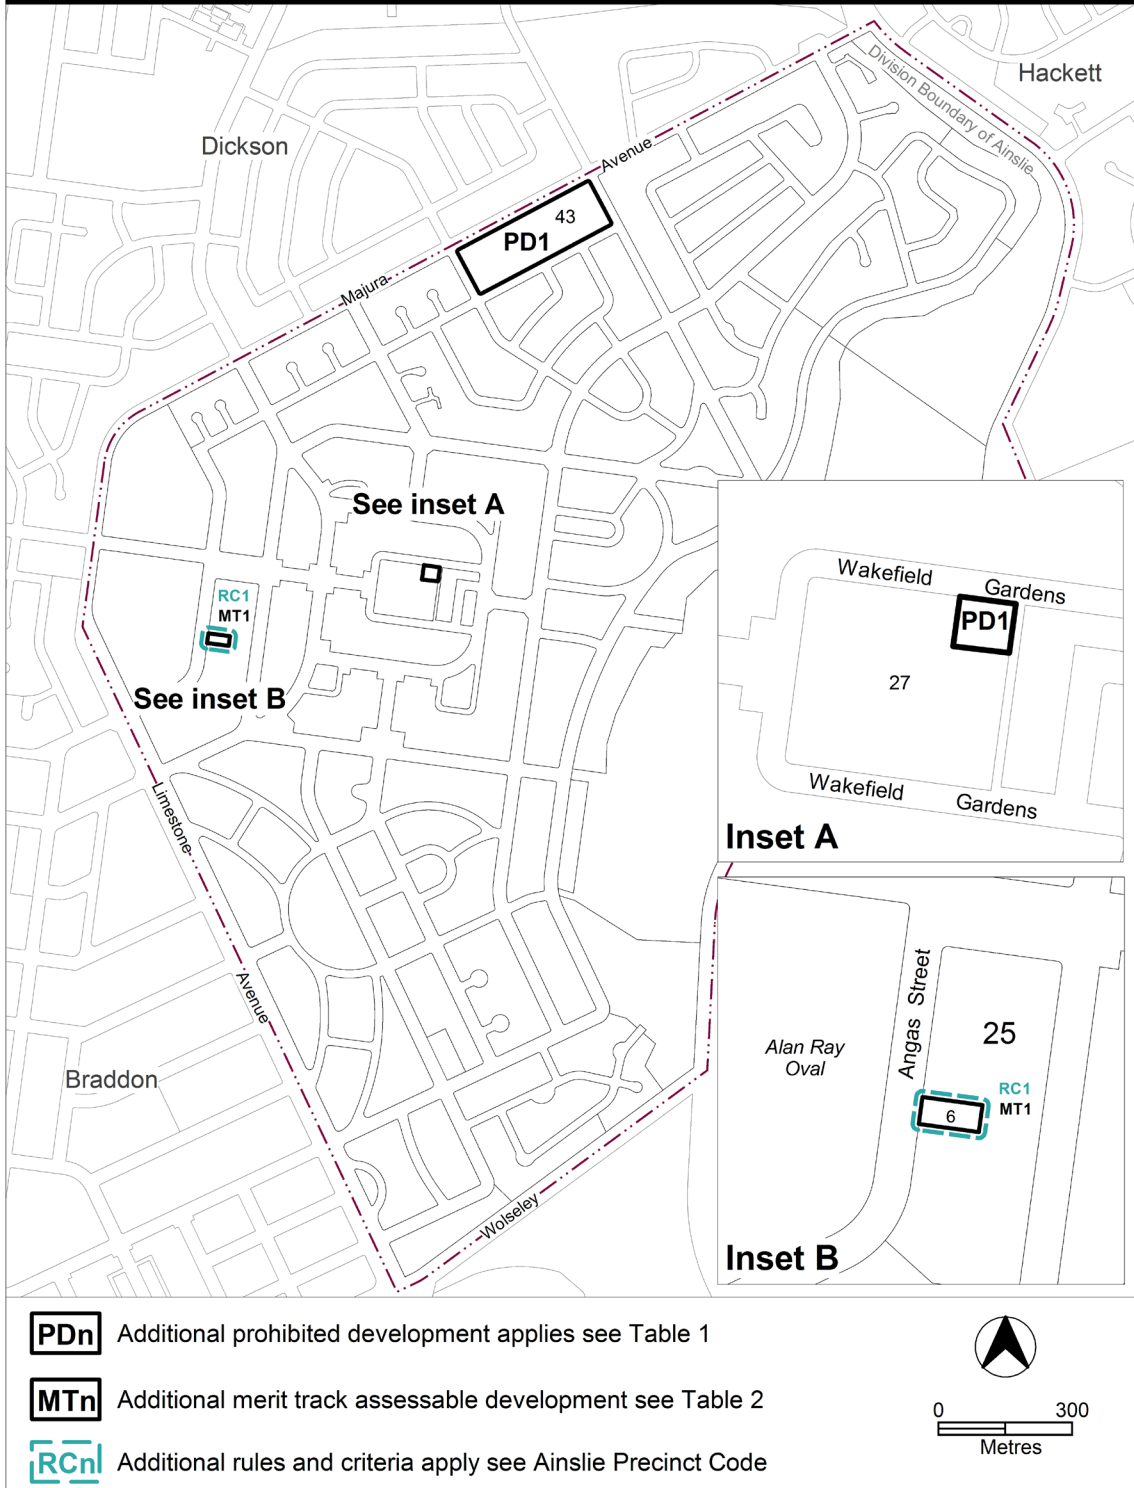 Hackett
Division Boundary of Ainslie
Dickson
Avenue
43
PD1
Majura
See inset A
RC1
MT1
See inset B
Wakefield
Gardens
PD1
27
Wakefield
Gardens
Inset A
Limestone
Avenue
Braddon
Wolseley
Angas Street
25
Alan Ray
Oval
RC1
MT1
6
Inset B
PDn Additional prohibited development applies see Table 1
MTn Additional merit track assessable development see Table 2
RCn Additional rules and criteria apply see Ainslie Precinct Code
0 300
Metres